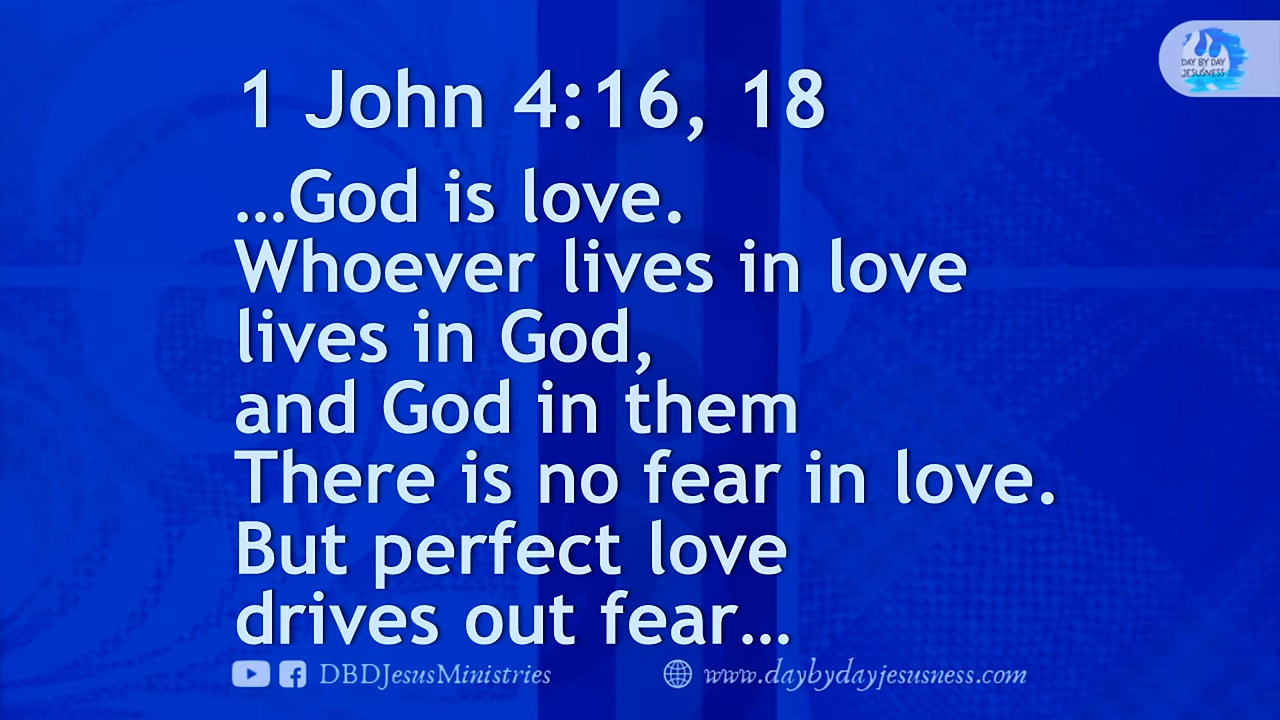 DAY BY DAY
JESUSNESS
1 John 4:16, 18
…God is love.
Whoever lives in love
lives in God,
and God in them
There is no fear in love.
But perfect love
drives out fear…
DBDJesusMinistries
www.daybydayjesusness.com